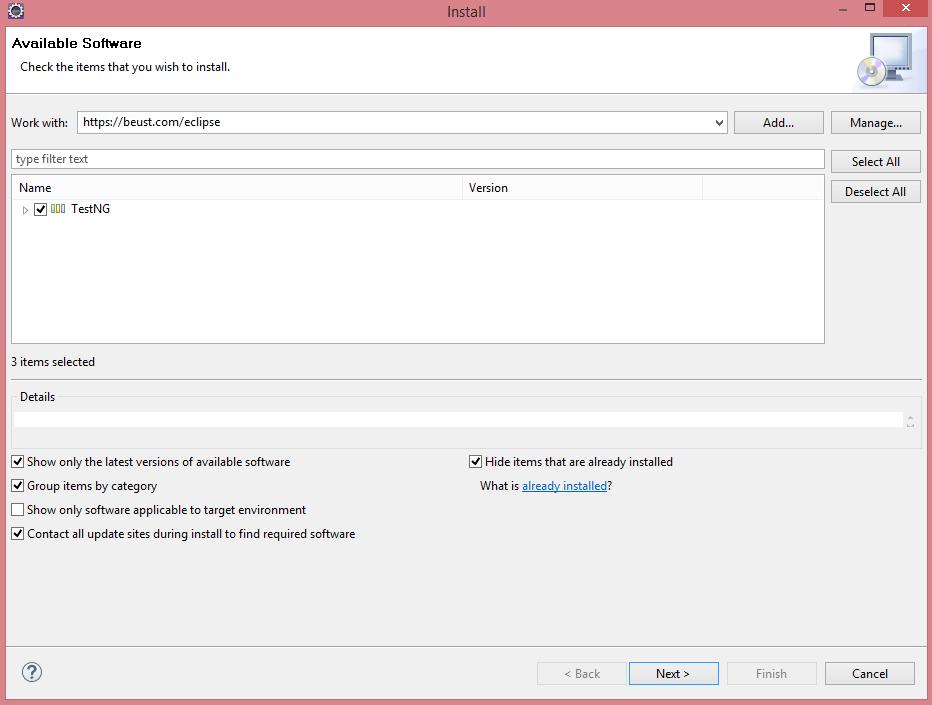 Install
Available Software
Check the items that you wish to install.
Work with: https://beust.com/eclipse Add... Manage...
type filter text Select All
Name Version Deselect All
TestNG
3 items selected
Details
Show only the latest versions of available software Hide items that are already installed
Group items by category What is already installed?
Show only software applicable to target environment
Contact all update sites during install to find required software
? < Back Next > Finish Cancel